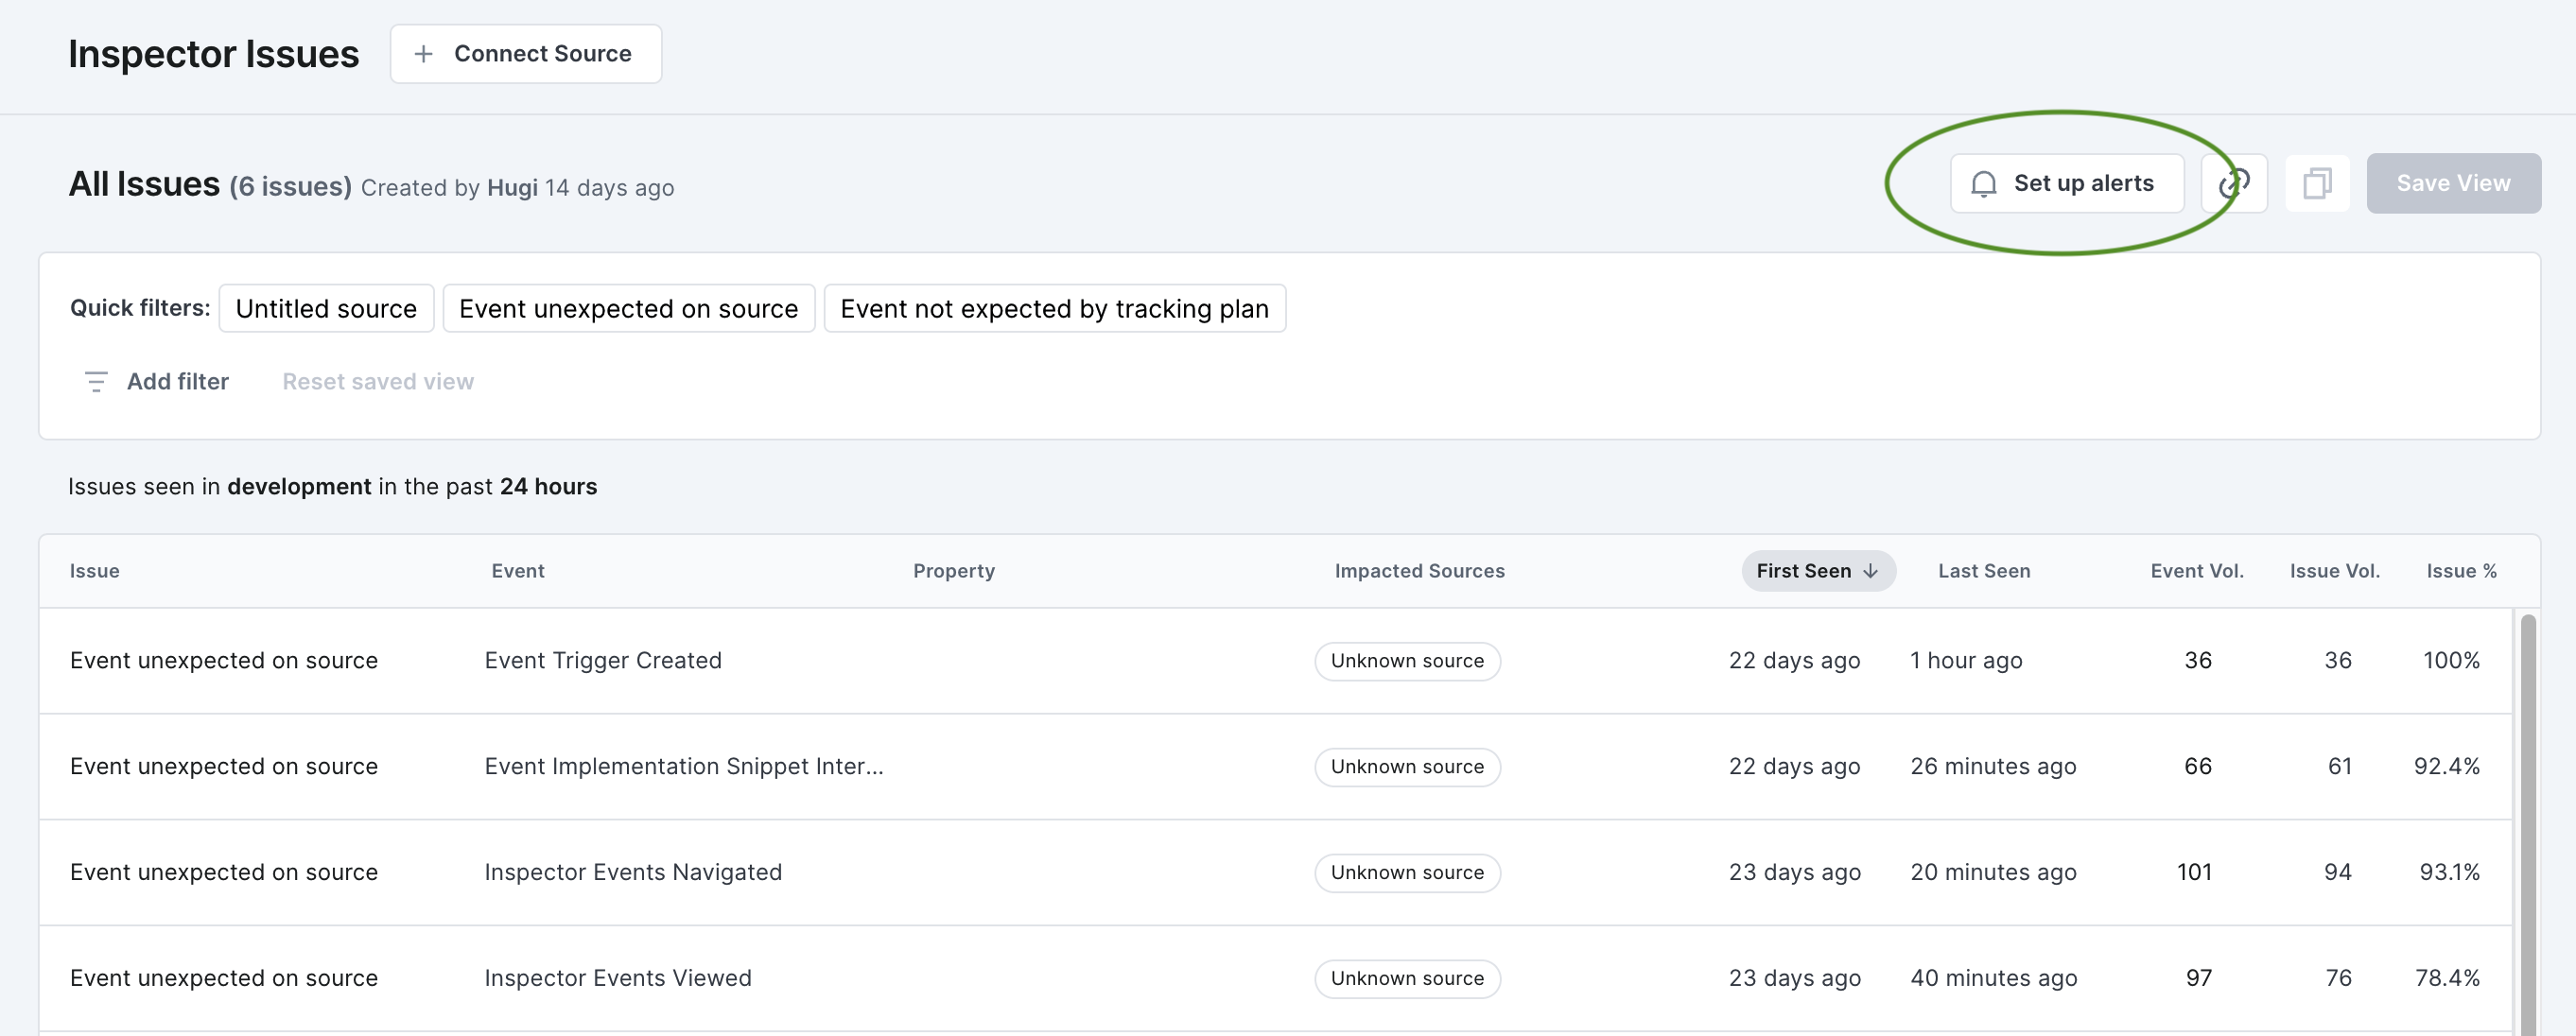 Inspector Issues + Connect Source
All Issues (6 issues) Created by Hugi 14 days ago Set up alerts Save View
Quick filters: Untitled source Event unexpected on source Event not expected by tracking plan
Add filter Reset saved view
Issues seen in development in the past 24 hours
Issue Event Property Impacted Sources First Seen ↓ Last Seen Event Vol. Issue Vol. Issue %
Event unexpected on source Event Trigger Created Unknown source 22 days ago 1 hour ago 36 36 100%
Event unexpected on source Event Implementation Snippet Inter... Unknown source 22 days ago 26 minutes ago 66 61 92.4%
Event unexpected on source Inspector Events Navigated Unknown source 23 days ago 20 minutes ago 101 94 93.1%
Event unexpected on source Inspector Events Viewed Unknown source 23 days ago 40 minutes ago 97 76 78.4%